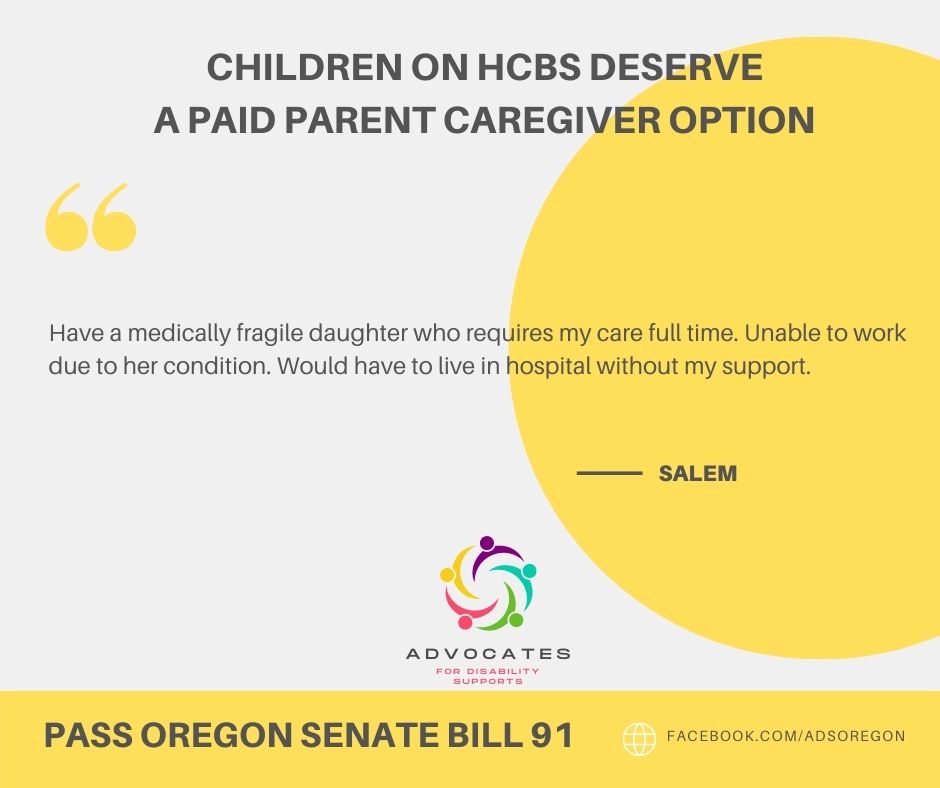 CHILDREN ON HCBS DESERVE
A PAID PARENT CAREGIVER OPTION
“
Have a medically fragile daughter who requires my care full time. Unable to work
due to her condition. Would have to live in hospital without my support.
— SALEM
ADVOCATES
FOR DISABILITY
SUPPORTS
PASS OREGON SENATE BILL 91
FACEBOOK.COM/ADSOREGON